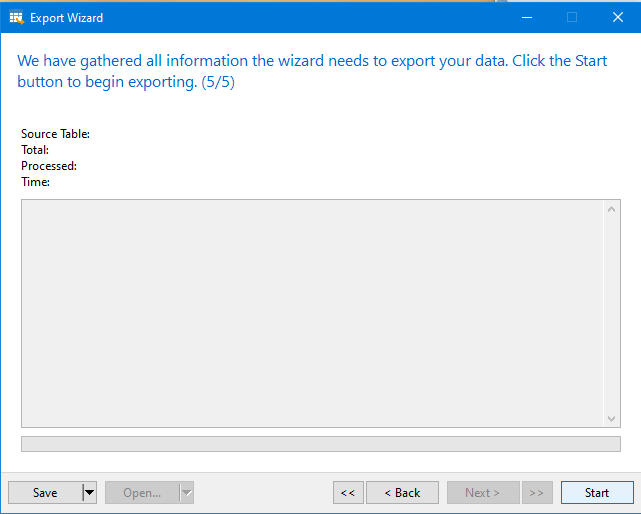 Export Wizard
We have gathered all information the wizard needs to export your data. Click the Start
button to begin exporting. (5/5)
Source Table:
Total:
Processed:
Time:
Save Open... << < Back Next > >> Start